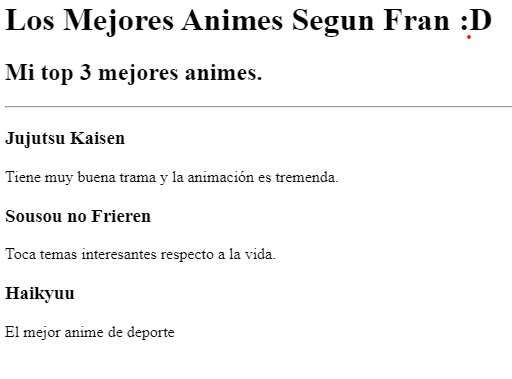 Los Mejores Animes Segun Fran :D
Mi top 3 mejores animes.
Jujutsu Kaisen
Tiene muy buena trama y la animación es tremenda.
Sousou no Frieren
Toca temas interesantes respecto a la vida.
Haikyuu
El mejor anime de deporte